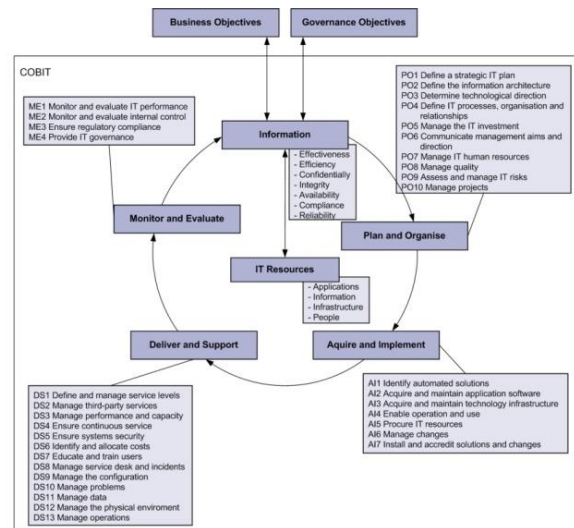 Business Objectives
Governance Objectives
COBIT
ME1 Monitor and evaluate IT performance
ME2 Monitor and evaluate internal control
ME3 Ensure regulatory compliance
ME4 Provide IT governance
PO1 Define a strategic IT plan
PO2 Define the information architecture
PO3 Determine technological direction
PO4 Define IT processes, organisation and
relationships
PO5 Manage the IT investment
PO6 Communicate management aims and
direction
PO7 Manage IT human resources
PO8 Manage quality
PO9 Assess and manage IT risks
PO10 Manage projects
Information
- Effectiveness
- Efficiency
- Confidentially
- Integrity
- Availability
- Compliance
- Reliability
Monitor and Evaluate
Plan and Organise
IT Resources
- Applications
- Information
- Infrastructure
- People
Deliver and Support
Aquire and Implement
DS1 Define and manage service levels
DS2 Manage third-party services
DS3 Manage performance and capacity
DS4 Ensure continuous service
DS5 Ensure systems security
DS6 Identify and allocate costs
DS7 Educate and train users
DS8 Manage service desk and incidents
DS9 Manage the configuration
DS10 Manage problems
DS11 Manage data
DS12 Manage the physical enviroment
DS13 Manage operations
AI1 Identify automated solutions
AI2 Acquire and maintain application software
AI3 Acquire and maintain technology infrastructure
AI4 Enable operation and use
AI5 Procure IT resources
AI6 Manage changes
AI7 Install and accredit solutions and changes